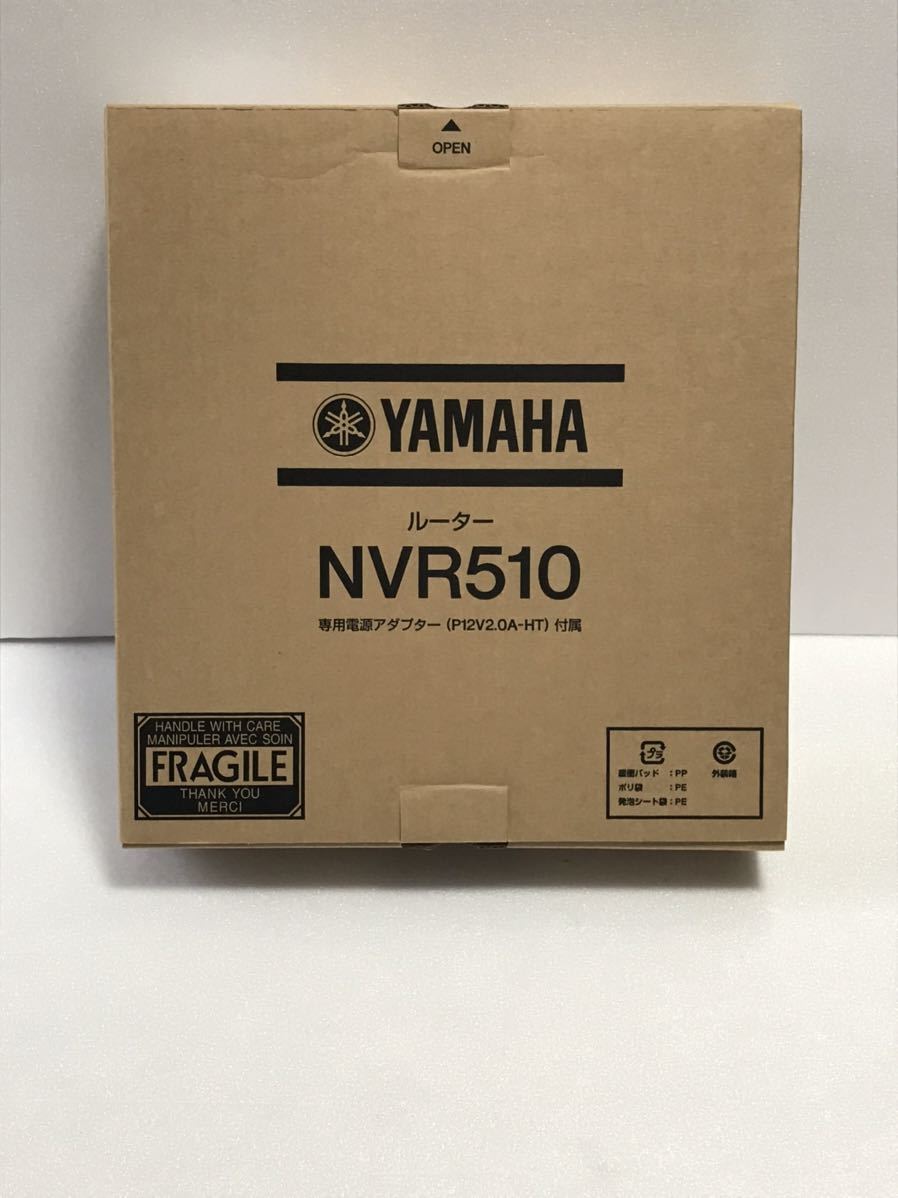 OPEN
YAMAHA
ルーター
NVR510
専用電源アダプター (P12V2.0A-HT) 付属
HANDLE WITH CARE
MANIPULER AVEC SOIN
FRAGILE
THANK YOU
MERCI
プラ
緩衝パッド : PP
ポリ袋 : PE
発泡シート袋 : PE
外装箱